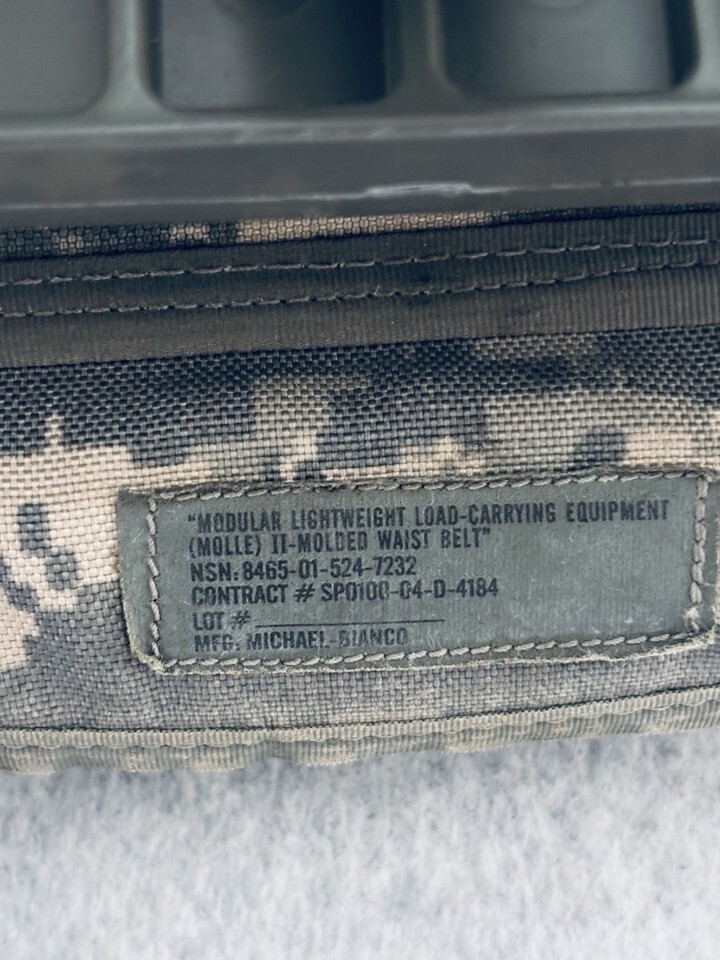 "MODULAR LIGHTWEIGHT LOAD-CARRYING EQUIPMENT
(MOLLE) II-MOLDED WAIST BELT"
NSN: 8465-01-524-7232
CONTRACT # SP0100-04-D-4184
LOT # ____________________
MFG: MICHAEL-BIANCO